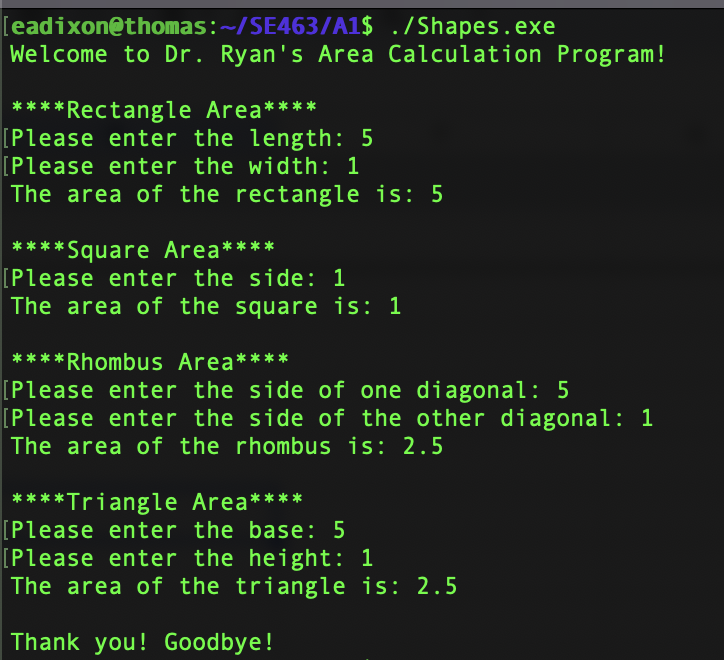 [eadixon@thomas:~/SE463/A1$ ./Shapes.exe
Welcome to Dr. Ryan's Area Calculation Program!
****Rectangle Area****
[Please enter the length: 5
[Please enter the width: 1
The area of the rectangle is: 5
****Square Area****
[Please enter the side: 1
The area of the square is: 1
****Rhombus Area****
[Please enter the side of one diagonal: 5
[Please enter the side of the other diagonal: 1
The area of the rhombus is: 2.5
****Triangle Area****
[Please enter the base: 5
[Please enter the height: 1
The area of the triangle is: 2.5
Thank you! Goodbye!